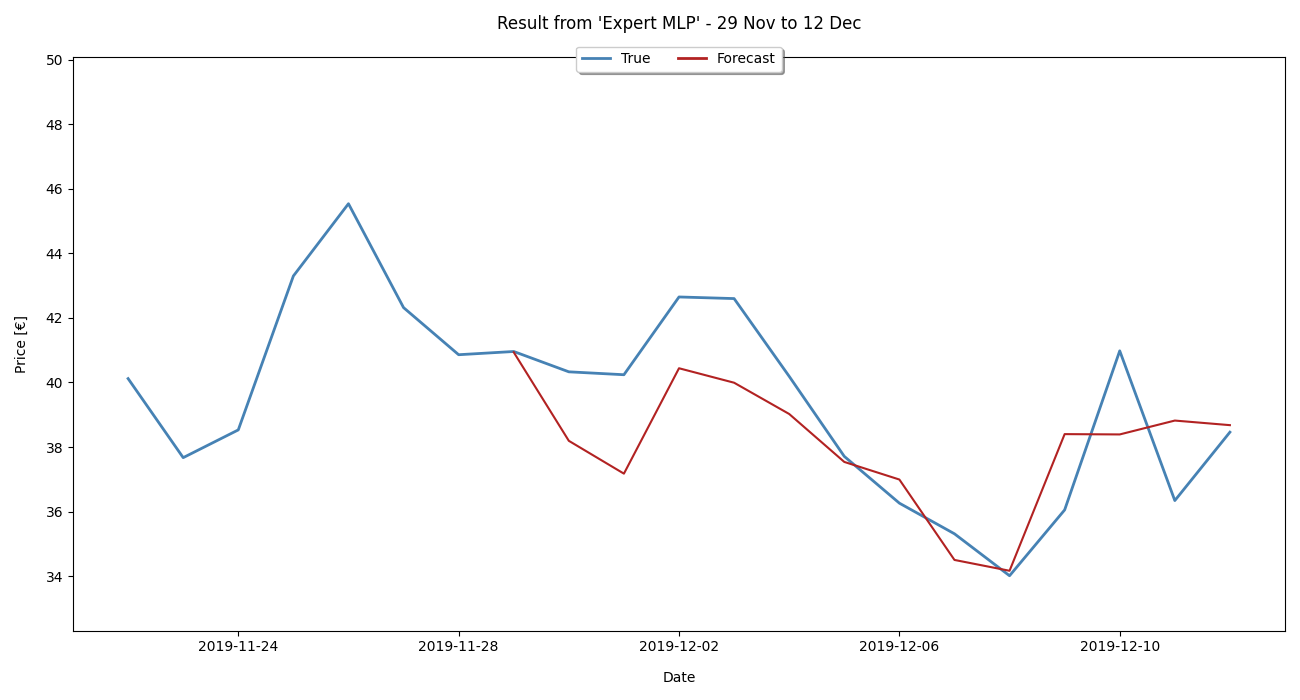 Result from 'Expert MLP' - 29 Nov to 12 Dec
True Forecast
50
48
46
44
42
40
38
36
34
Price [€]
2019-11-24 2019-11-28 2019-12-02 2019-12-06 2019-12-10
Date